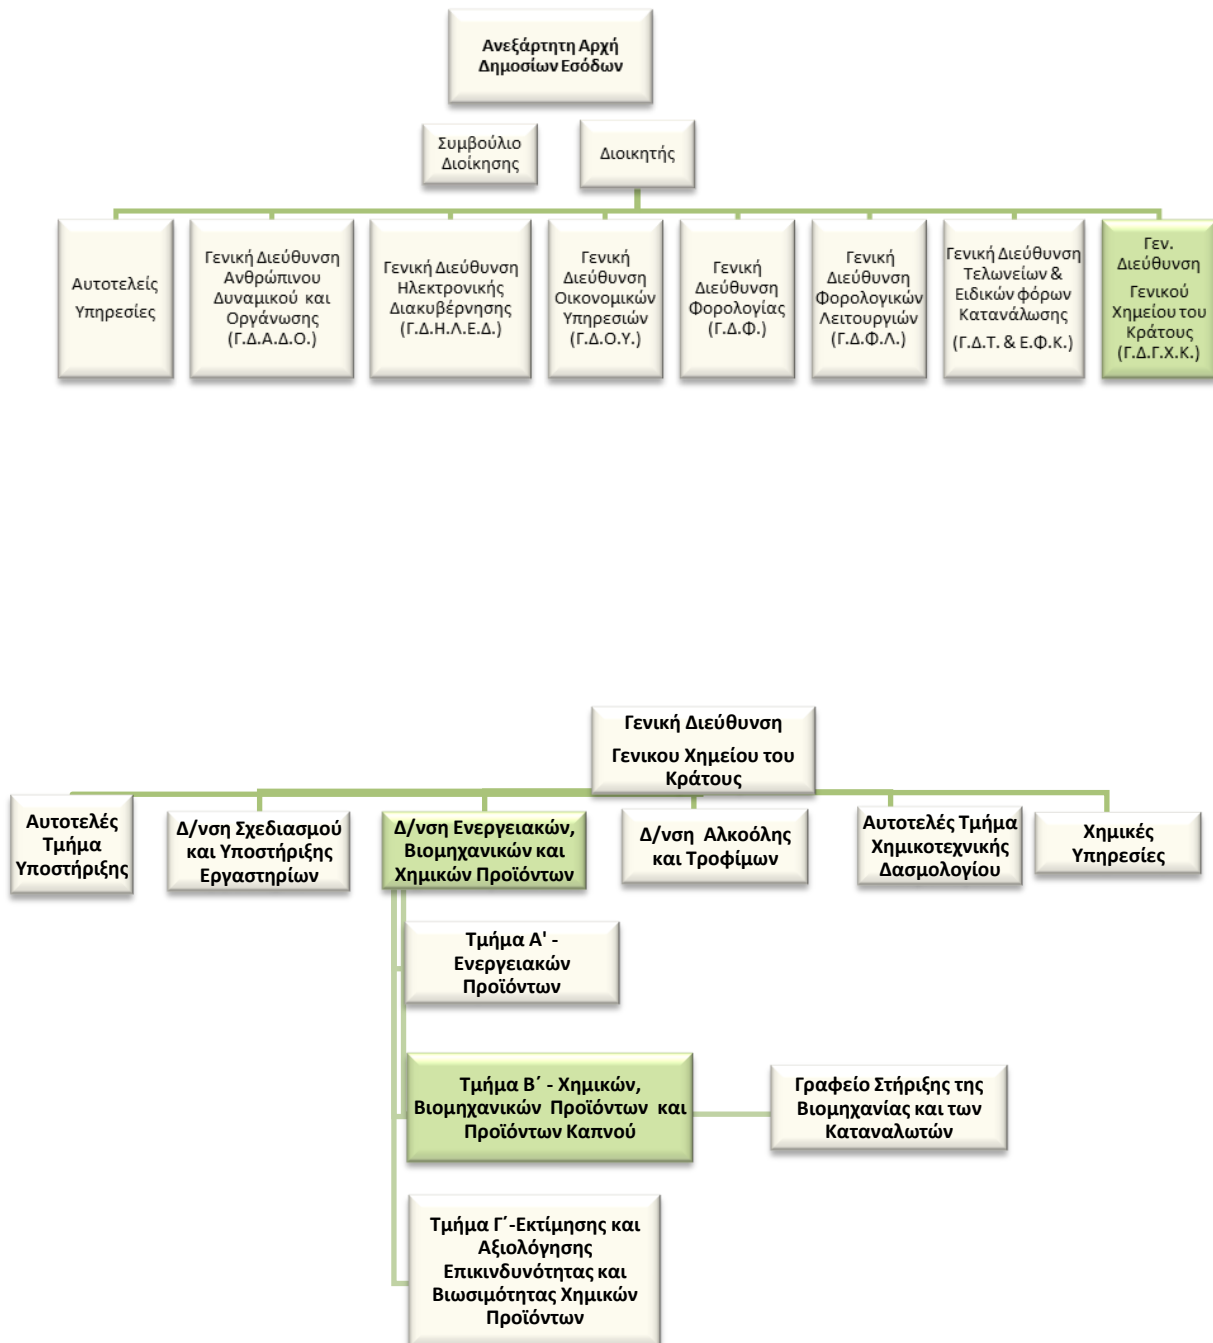 Ανεξάρτητη Αρχή
Δημοσίων Εσόδων
Συμβούλιο
Διοίκησης
Διοικητής
Αυτοτελείς
Υπηρεσίες
Γενική Διεύθυνση
Ανθρώπινου
Δυναμικού και
Οργάνωσης
(Γ.Δ.Α.Δ.Ο.)
Γενική Διεύθυνση
Ηλεκτρονικής
Διακυβέρνησης
(Γ.Δ.Η.Λ.Ε.Δ.)
Γενική
Διεύθυνση
Οικονομικών
Υπηρεσιών
(Γ.Δ.Ο.Υ.)
Γενική
Διεύθυνση
Φορολογίας
(Γ.Δ.Φ.)
Γενική
Διεύθυνση
Φορολογικών
Λειτουργιών
(Γ.Δ.Φ.Λ.)
Γενική Διεύθυνση
Τελωνείων &
Ειδικών φόρων
Κατανάλωσης
(Γ.Δ.Τ. & Ε.Φ.Κ.)
Γεν.
Διεύθυνση
Γενικού
Χημείου του
Κράτους
(Γ.Δ.Γ.Χ.Κ.)
Γενική Διεύθυνση
Γενικου Χημείου του
Κράτους
Αυτοτελές
Τμήμα
Υποστήριξης
Δ/νση Σχεδιασμού
και Υποστήριξης
Εργαστηρίων
Δ/νση Ενεργειακών,
Βιομηχανικών και
Χημικών Προϊόντων
Δ/νση Αλκοόλης
και Τροφίμων
Αυτοτελές Τμήμα
Χημικοτεχνικής
Δασμολογίου
Χημικές
Υπηρεσίες
Τμήμα Α' -
Ενεργειακών
Προϊόντων
Τμήμα Β΄ - Χημικών,
Βιομηχανικών Προϊόντων και
Προϊόντων Καπνού
Γραφείο Στήριξης της
Βιομηχανίας και των
Καταναλωτών
Τμήμα Γ΄-Εκτίμησης και
Αξιολόγησης
Επικινδυνότητας και
Βιωσιμότητας Χημικών
Προϊόντων